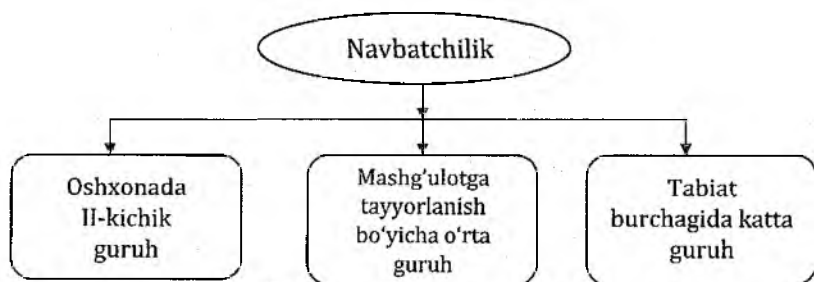 Navbatchilik
Oshxonada
II-kichik
guruh
Mashg‘ulotga
tayyorlanish
bo‘yicha o‘rta
guruh
Tabiat
burchagida katta
guruh